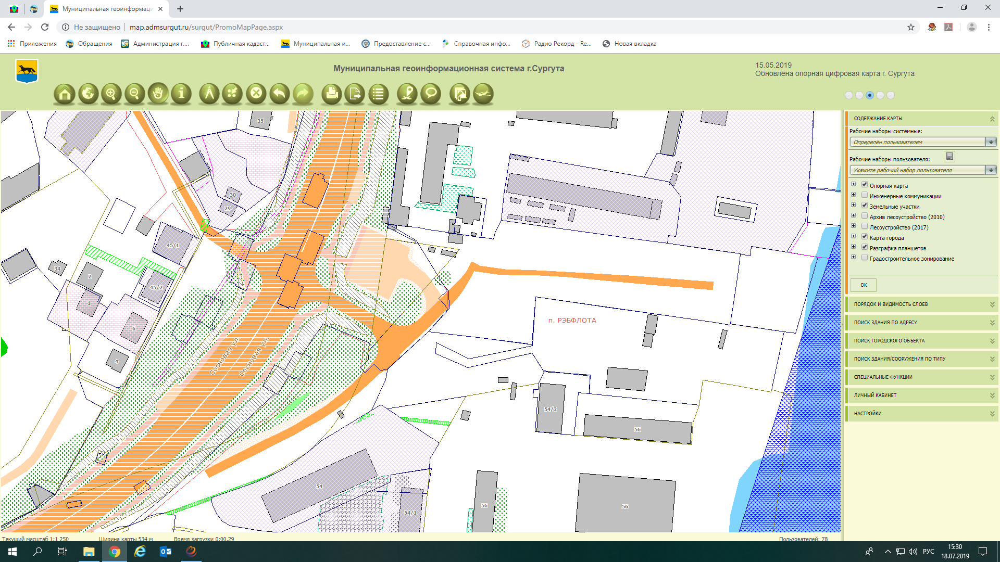 Муниципальная геоинформаци
Не защищено
map.admsurgut.ru/surgut/PromoMapPage.aspx
Приложения
Обращения
Администрация г....
Публичная кадаст...
Муниципальная и...
Предоставление с...
Справочная инфо...
Радио Рекорд - Re...
Новая вкладка
Муниципальная геоинформационная система г.Сургута
15.05.2019
Обновлена опорная цифровая карта г. Сургута
35
30
29
45/1
34
2
45/2
1
6
4
Сосновая ул.
Сосновая ул.
п. РЭБФЛОТА
54/2
56
54
56
56
54/1
СОДЕРЖАНИЕ КАРТЫ
Рабочие наборы системные:
Определён пользователем
Рабочие наборы пользователя:
Укажите рабочий набор пользователя
Опорная карта
Инженерные коммуникации
Земельные участки
Архив лесоустройство (2010)
Лесоустройство (2017)
Карта города
Разграфка планшетов
Градостроительное зонирование
ОК
ПОРЯДОК И ВИДИМОСТЬ СЛОЕВ
ПОИСК ЗДАНИЯ ПО АДРЕСУ
ПОИСК ГОРОДСКОГО ОБЪЕКТА
ПОИСК ЗДАНИЯ/СООРУЖЕНИЯ ПО ТИПУ
СПЕЦИАЛЬНЫЕ ФУНКЦИИ
ЛИЧНЫЙ КАБИНЕТ
НАСТРОЙКИ
Текущий масштаб 1:1 250
Ширина карты 534 м
Время загрузки 0:00.29
Пользователей: 78
РУС
15:30
18.07.2019